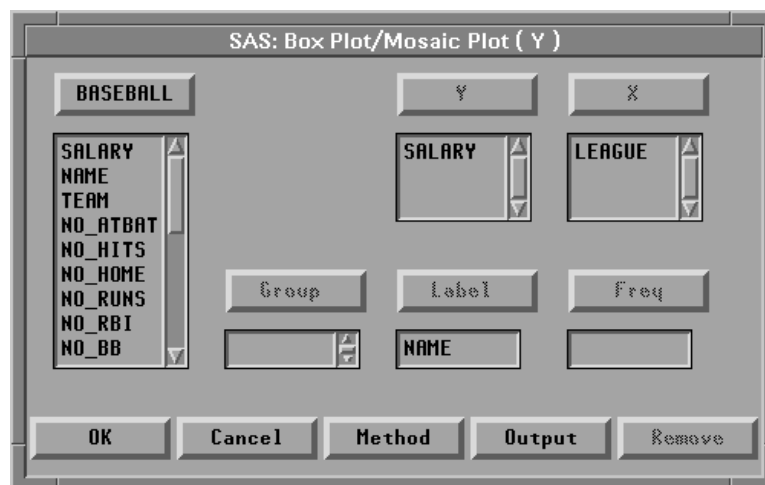 SAS: Box Plot/Mosaic Plot ( Y )
BASEBALL
Y
X
SALARY
NAME
TEAM
NO_ATBAT
NO_HITS
NO_HOME
NO_RUNS
NO_RBI
NO_BB
SALARY
LEAGUE
Group
Label
Freq
NAME
OK
Cancel
Method
Output
Remove